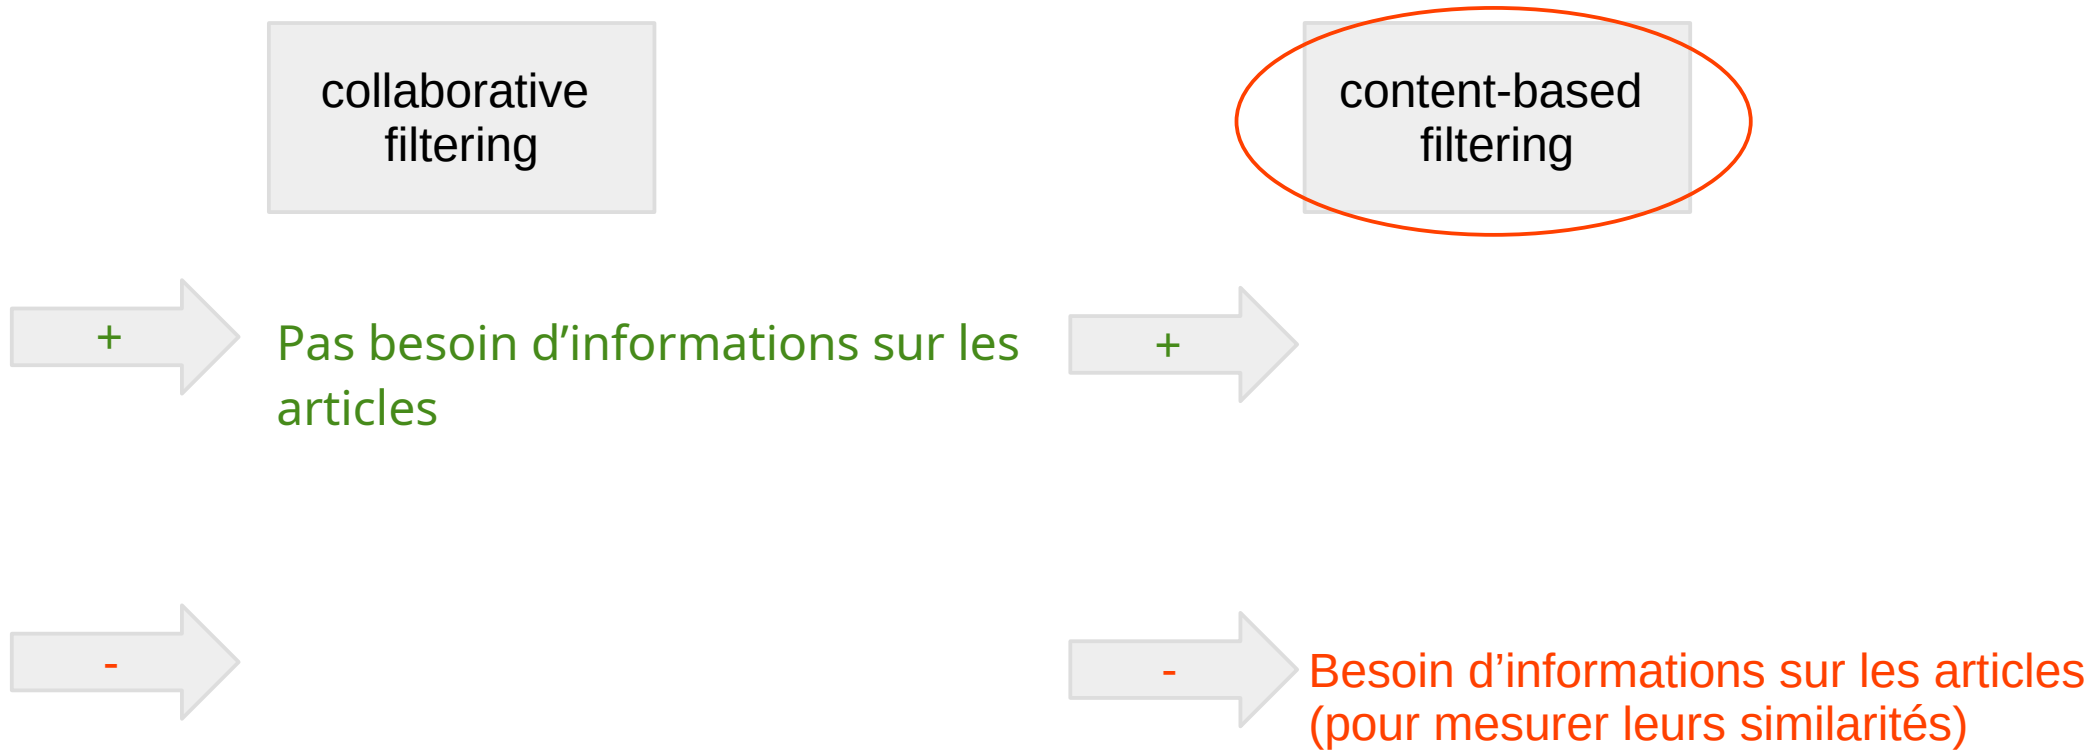 collaborative
filtering
content-based
filtering
+
Pas besoin d’informations sur les
articles
+
-
-
Besoin d’informations sur les articles
(pour mesurer leurs similarités)